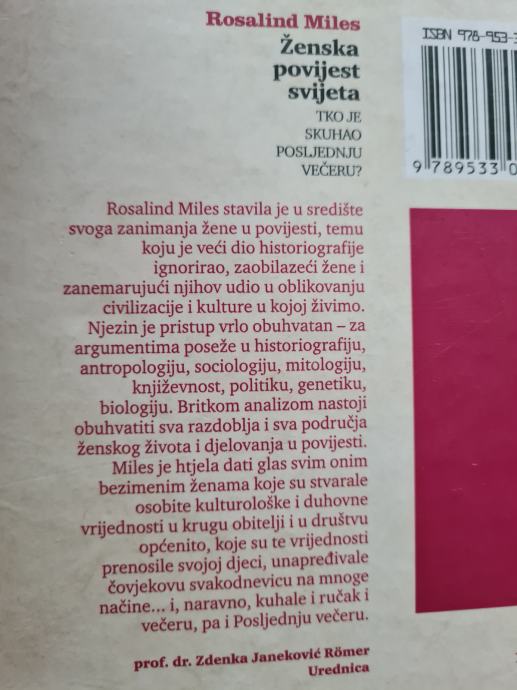 Rosalind Miles
Ženska
povijest
svijeta
TKO JE
SKUHAO
POSLJEDNJU
VEČERU?
ISBN 978-953-
9 789533 0
Rosalind Miles stavila je u središte
svoga zanimanja žene u povijesti, temu
koju je veći dio historiografije
ignorirao, zaobilazeći žene i
zanemarujući njihov udio u oblikovanju
civilizacije i kulture u kojoj živimo.
Njezin je pristup vrlo obuhvatan – za
argumentima poseže u historiografiju,
antropologiju, sociologiju, mitologiju,
književnost, politiku, genetiku,
biologiju. Britkom analizom nastoji
obuhvatiti sva razdoblja i sva područja
ženskog života i djelovanja u povijesti.
Miles je htjela dati glas svim onim
bezimenim ženama koje su stvarale
osobite kulturološke i duhovne
vrijednosti u krugu obitelji i u društvu
općenito, koje su te vrijednosti
prenosile svojoj djeci, unapređivale
čovjekovu svakodnevicu na mnoge
načine... i, naravno, kuhale i ručak i
večeru, pa i Posljednju večeru.
prof. dr. Zdenka Janeković Römer
Urednica